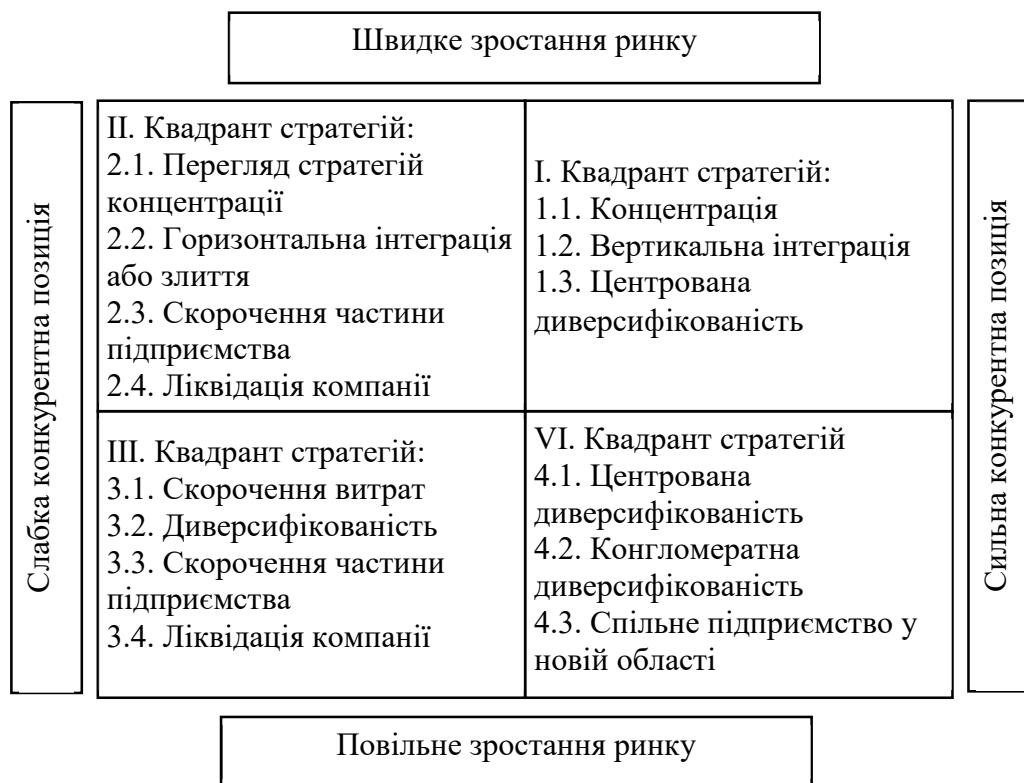 Швидке зростання ринку
Слабка конкурентна позиція
II. Квадрант стратегій:
2.1. Перегляд стратегій
концентрації
2.2. Горизонтальна інтеграція
або злиття
2.3. Скорочення частини
підприємства
2.4. Ліквідація компанії
I. Квадрант стратегій:
1.1. Концентрація
1.2. Вертикальна інтеграція
1.3. Центрована
диверсифікованість
III. Квадрант стратегій:
3.1. Скорочення витрат
3.2. Диверсифікованість
3.3. Скорочення частини
підприємства
3.4. Ліквідація компанії
VI. Квадрант стратегій
4.1. Центрована
диверсифікованість
4.2. Конгломератна
диверсифікованість
4.3. Спільне підприємство у
новій області
Сильна конкурентна позиція
Повільне зростання ринку